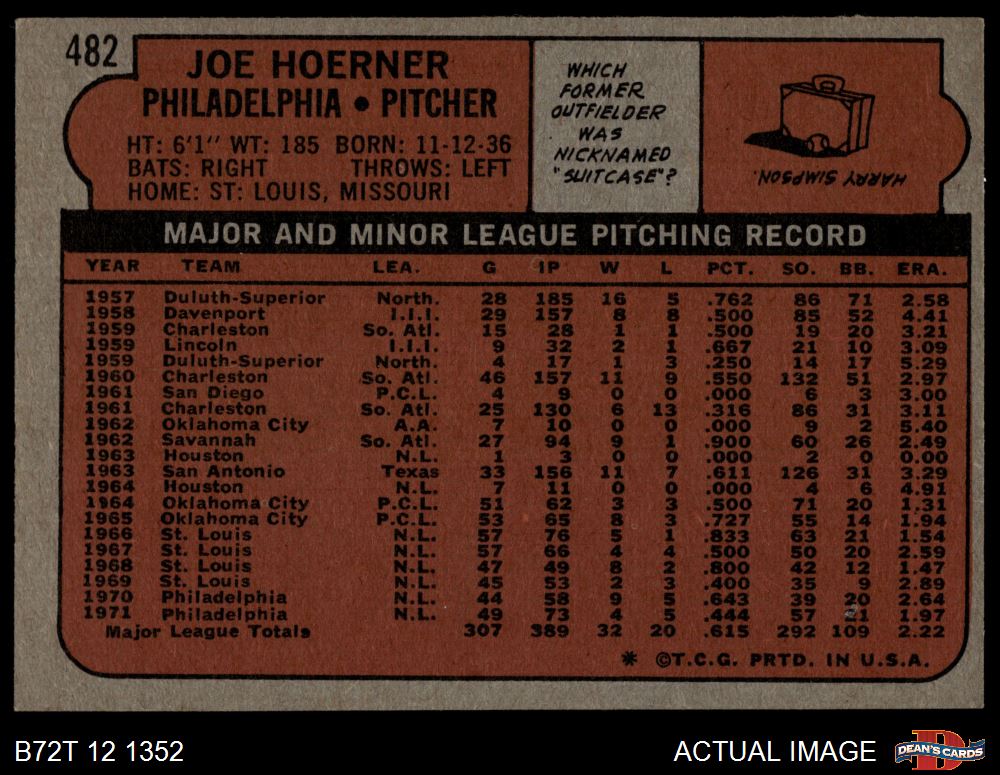 482
JOE HOERNER
PHILADELPHIA • PITCHER
HT: 6'1" WT: 185 BORN: 11-12-36
BATS: RIGHT THROWS: LEFT
HOME: ST. LOUIS, MISSOURI
WHICH
FORMER
OUTFIELDER
WAS
NICKNAMED
"SUITCASE"?
HARRY SIMPSON.
MAJOR AND MINOR LEAGUE PITCHING RECORD
YEAR TEAM LEA. G IP W L PCT. SO. BB. ERA.
1957 Duluth-Superior North. 28 185 16 5 .762 86 71 2.58
1958 Davenport I.I.I. 29 157 8 8 .500 85 52 4.41
1959 Charleston So. Atl. 15 28 1 1 .500 19 20 3.21
1959 Lincoln I.I.I. 9 32 2 1 .667 21 10 3.09
1959 Duluth-Superior North. 4 17 1 3 .250 14 17 5.29
1960 Charleston So. Atl. 46 157 11 9 .550 132 51 2.97
1961 San Diego P.C.L. 4 9 0 0 .000 6 3 3.00
1961 Charleston So. Atl. 25 130 6 13 .316 86 31 3.11
1962 Oklahoma City A.A. 7 10 0 0 .000 9 2 5.40
1962 Savannah So. Atl. 27 94 9 1 .900 60 26 2.49
1963 Houston N.L. 1 3 0 0 .000 2 0 0.00
1963 San Antonio Texas 33 156 11 7 .611 126 31 3.29
1964 Houston N.L. 7 11 0 0 .000 4 6 4.91
1964 Oklahoma City P.C.L. 51 62 3 3 .500 71 20 1.31
1965 Oklahoma City P.C.L. 53 65 8 3 .727 55 14 1.94
1966 St. Louis N.L. 57 76 5 1 .833 63 21 1.54
1967 St. Louis N.L. 57 66 4 4 .500 50 20 2.59
1968 St. Louis N.L. 47 49 8 2 .800 42 12 1.47
1969 St. Louis N.L. 45 53 2 3 .400 35 9 2.89
1970 Philadelphia N.L. 44 58 9 5 .643 39 20 2.64
1971 Philadelphia N.L. 49 73 4 5 .444 57 21 1.97
Major League Totals 307 389 32 20 .615 292 109 2.22
* ©T.C.G. PRTD. IN U.S.A.
B72T 12 1352
ACTUAL IMAGE
DEAN'S CARDS